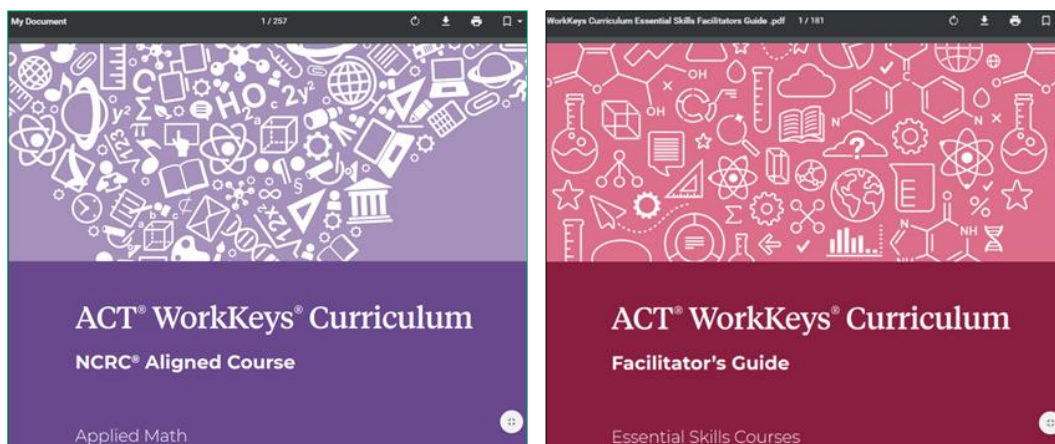 My Document
1 / 257
ACT® WorkKeys® Curriculum
NCRC® Aligned Course
Applied Math
WorkKeys Curriculum Essential Skills Facilitators Guide .pdf
1 / 181
ACT® WorkKeys® Curriculum
Facilitator's Guide
Essential Skills Courses